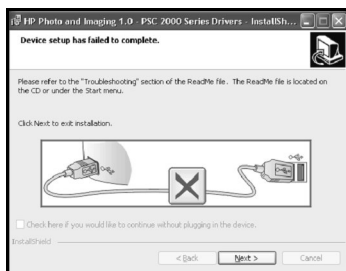 HP Photo and Imaging 1.0 - PSC 2000 Series Drivers - InstallSh...
Device setup has failed to complete.
Please refer to the "Troubleshooting" section of the ReadMe file. The ReadMe file is located on
the CD or under the Start menu.
Click Next to exit installation.
Check here if you would like to continue without plugging in the device.
InstallShield
< Back
Next >
Cancel